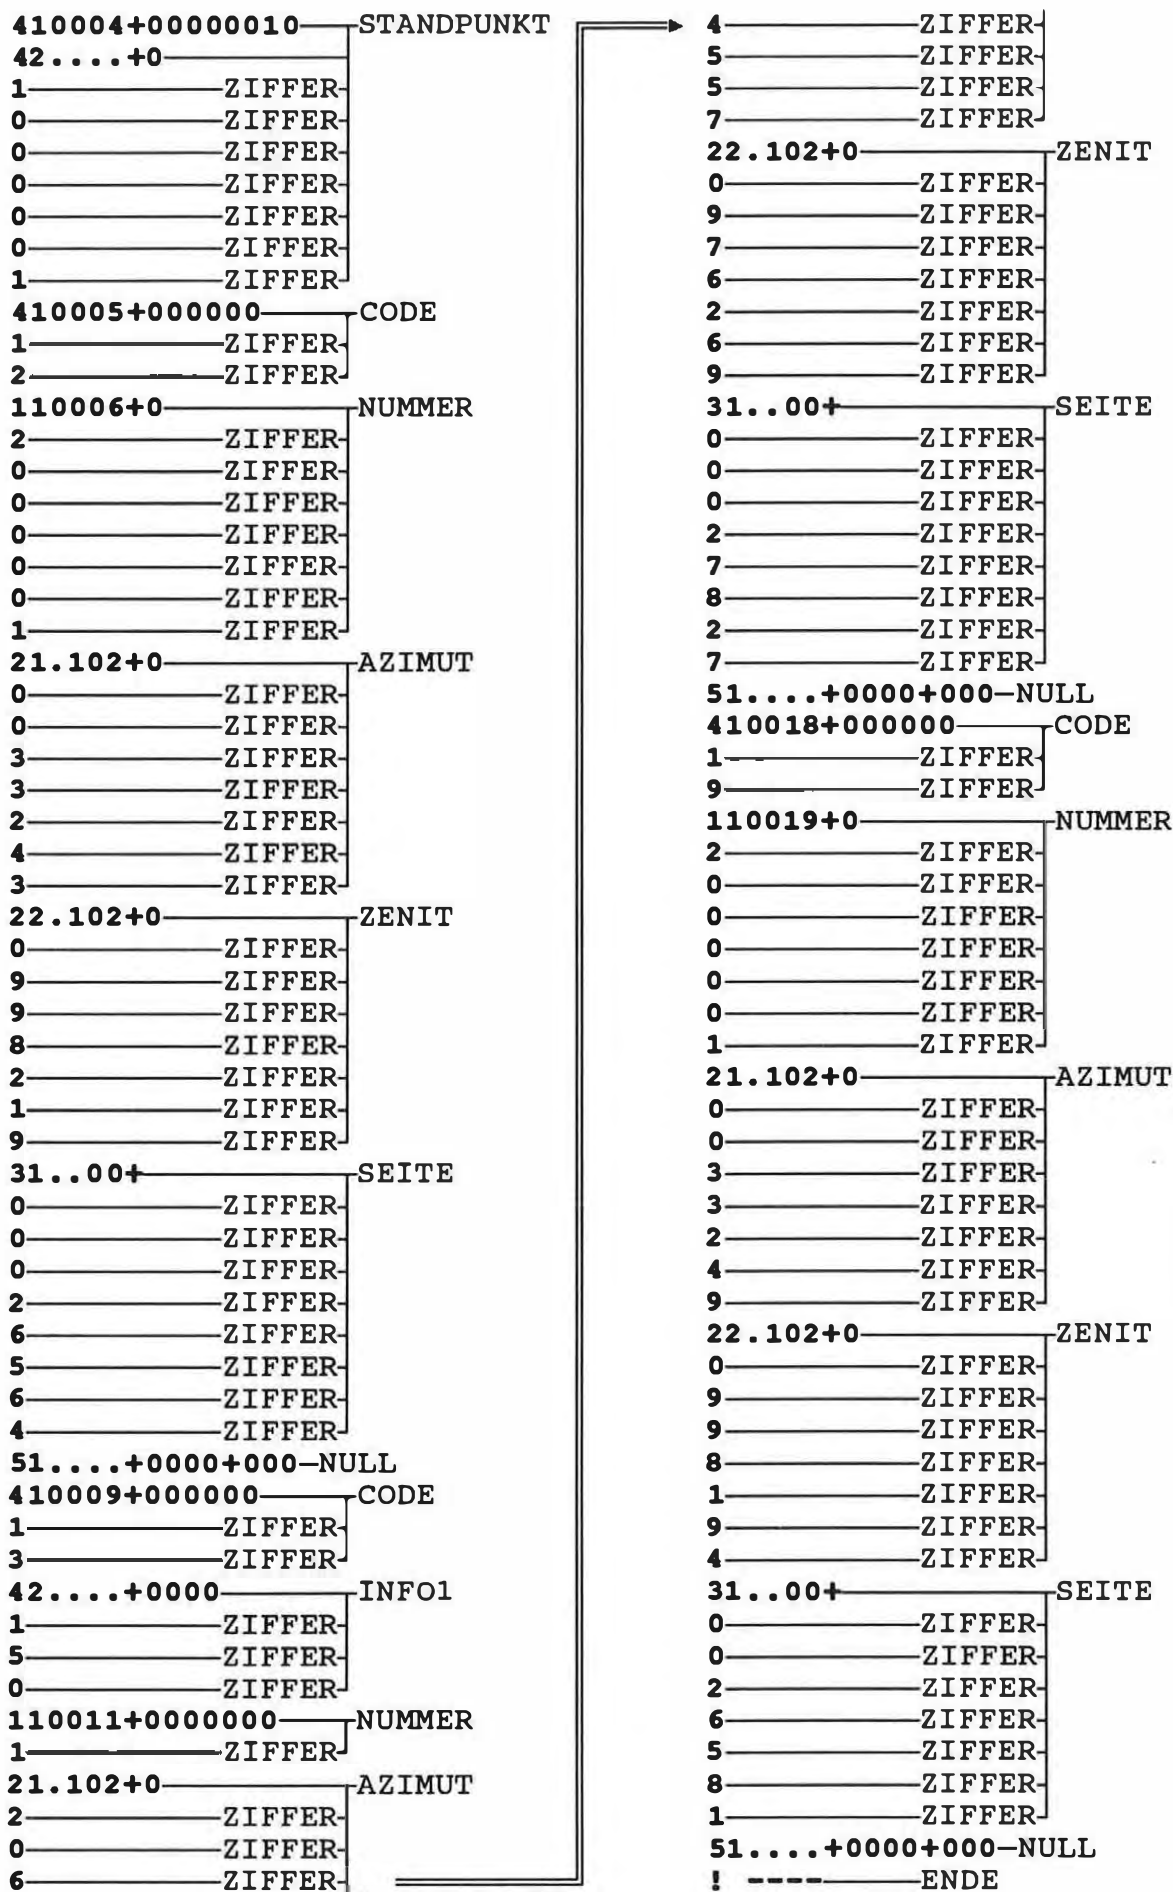 410004+00000010 STANDPUNKT
42....+0
1 ZIFFER
0 ZIFFER
0 ZIFFER
0 ZIFFER
0 ZIFFER
0 ZIFFER
1 ZIFFER
410005+000000 CODE
1 ZIFFER
2 ZIFFER
110006+0 NUMMER
2 ZIFFER
0 ZIFFER
0 ZIFFER
0 ZIFFER
0 ZIFFER
0 ZIFFER
1 ZIFFER
21.102+0 AZIMUT
0 ZIFFER
0 ZIFFER
3 ZIFFER
3 ZIFFER
2 ZIFFER
4 ZIFFER
3 ZIFFER
22.102+0 ZENIT
0 ZIFFER
9 ZIFFER
9 ZIFFER
8 ZIFFER
2 ZIFFER
1 ZIFFER
9 ZIFFER
31..00+ SEITE
0 ZIFFER
0 ZIFFER
0 ZIFFER
2 ZIFFER
6 ZIFFER
5 ZIFFER
6 ZIFFER
4 ZIFFER
51....+0000+000 NULL
410009+000000 CODE
1 ZIFFER
3 ZIFFER
42....+0000 INFO1
1 ZIFFER
5 ZIFFER
0 ZIFFER
110011+0000000 NUMMER
1 ZIFFER
21.102+0 AZIMUT
2 ZIFFER
0 ZIFFER
6 ZIFFER
4 ZIFFER
5 ZIFFER
5 ZIFFER
7 ZIFFER
22.102+0 ZENIT
0 ZIFFER
9 ZIFFER
7 ZIFFER
6 ZIFFER
2 ZIFFER
6 ZIFFER
9 ZIFFER
31..00+ SEITE
0 ZIFFER
0 ZIFFER
0 ZIFFER
2 ZIFFER
7 ZIFFER
8 ZIFFER
2 ZIFFER
7 ZIFFER
51....+0000+000 NULL
410018+000000 CODE
1 ZIFFER
9 ZIFFER
110019+0 NUMMER
2 ZIFFER
0 ZIFFER
0 ZIFFER
0 ZIFFER
0 ZIFFER
0 ZIFFER
1 ZIFFER
21.102+0 AZIMUT
0 ZIFFER
0 ZIFFER
3 ZIFFER
3 ZIFFER
2 ZIFFER
4 ZIFFER
9 ZIFFER
22.102+0 ZENIT
0 ZIFFER
9 ZIFFER
9 ZIFFER
8 ZIFFER
1 ZIFFER
9 ZIFFER
4 ZIFFER
31..00+ SEITE
0 ZIFFER
0 ZIFFER
2 ZIFFER
6 ZIFFER
5 ZIFFER
8 ZIFFER
1 ZIFFER
51....+0000+000 NULL
! ENDE